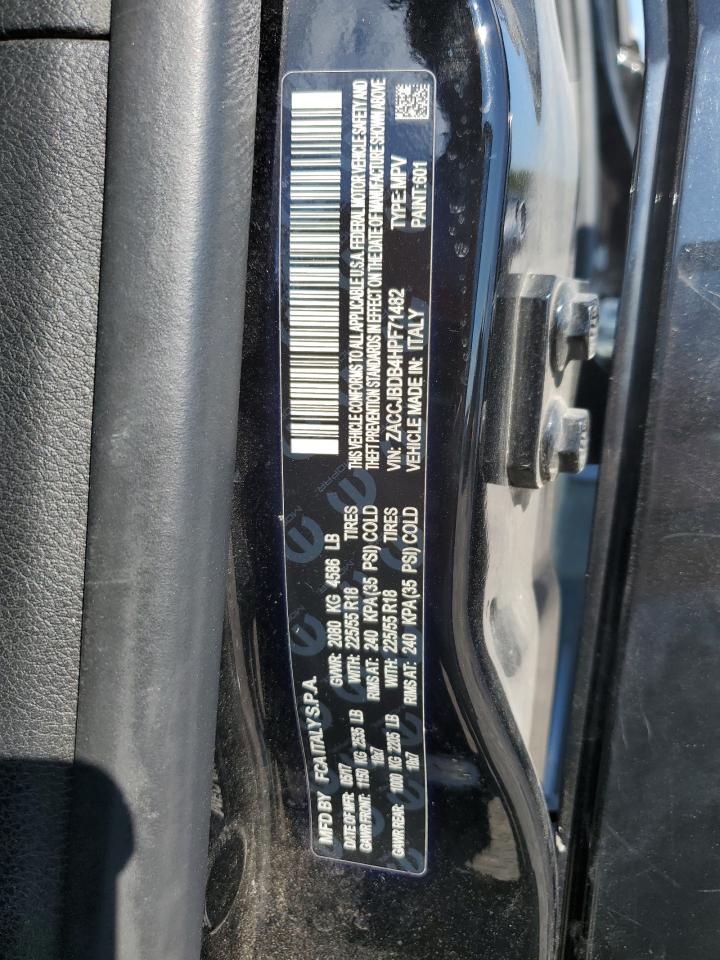 MFD BY FCA ITALY S.P.A.
DATE OF MFR: 05/17 GVWR: 2080 KG 4586 LB
GAWR FRONT: 1150 KG 2535 LB WITH: 225/55 R18 TIRES
18x7 RIMS AT: 240 KPA(35 PSI) COLD
GAWR REAR: LB WITH: 225/55 R18 TIRES
18x7 RIMS AT: 240 KPA(35 PSI) COLD
THIS VEHICLE CONFORMS TO ALL APPLICABLE U.S.A. FEDERAL MOTOR VEHICLE SAFETY AND
THEFT PREVENTION STANDARDS IN EFFECT ON THE DATE OF MANUFACTURE SHOWN ABOVE
VIN: ZACCJBDB4HPF71482 TYPE: MPV
VEHICLE MADE IN: ITALY PAINT: 601
MOPAR